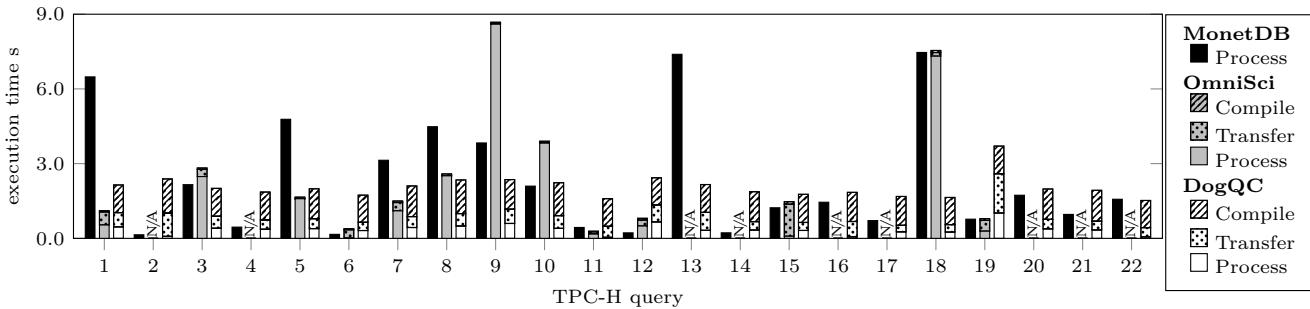 execution time s
9.0
6.0
3.0
0.0
N/A
N/A
N/A
N/A
N/A
N/A
N/A
N/A
N/A
1 2 3 4 5 6 7 8 9 10 11 12 13 14 15 16 17 18 19 20 21 22
TPC-H query
MonetDB
Process
OmniSci
Compile
Transfer
Process
DogQC
Compile
Transfer
Process